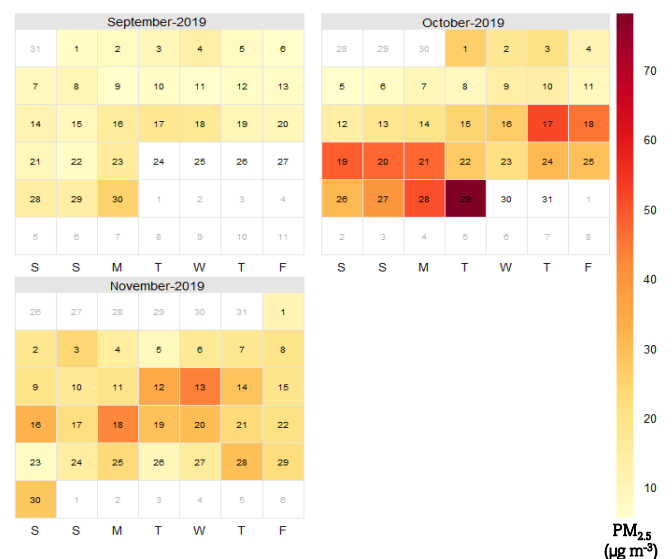 September-2019
31 1 2 3 4 5 6
7 8 9 10 11 12 13
14 15 16 17 18 19 20
21 22 23 24 25 26 27
28 29 30 1 2 3 4
5 6 7 8 9 10 11
S S M T W T F
October-2019
28 29 30 1 2 3 4
5 6 7 8 9 10 11
12 13 14 15 16 17 18
19 20 21 22 23 24 25
26 27 28 29 30 31 1
2 3 4 5 6 7 8
S S M T W T F
November-2019
26 27 28 29 30 31 1
2 3 4 5 6 7 8
9 10 11 12 13 14 15
16 17 18 19 20 21 22
23 24 25 26 27 28 29
30 1 2 3 4 5 6
S S M T W T F
70
60
50
40
30
20
10
PM2.5
(μg m-3)